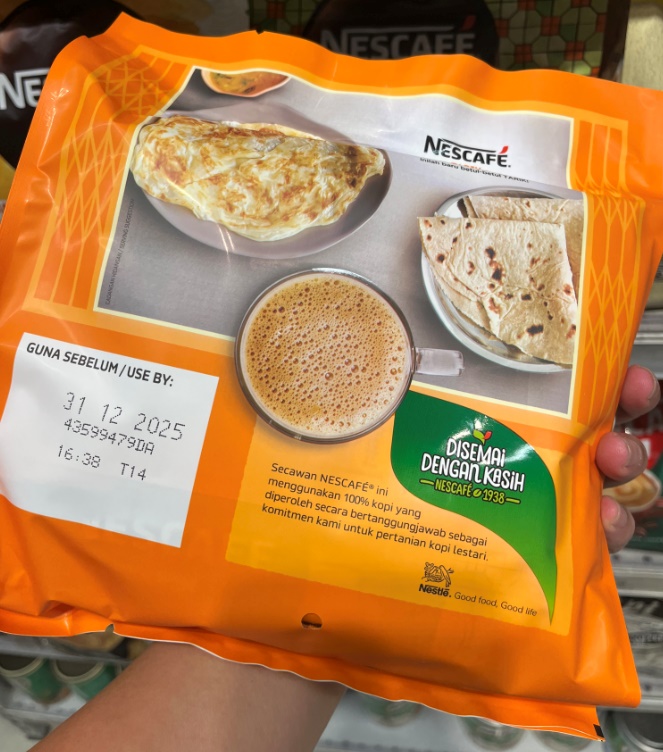 NESCAFÉ
NE
NESCAFÉ®
GUNA SEBELUM / USE BY:
31 12 2025
43599479DA
16:38 T14
DISEMAI
DENGAN KASIH
NESCAFÉ 1938
Secawan NESCAFÉ® ini
menggunakan 100% kopi yang
diperoleh secara bertanggungjawab sebagai
komitmen kami untuk pertanian kopi lestari.
Nestlé. Good food, Good life